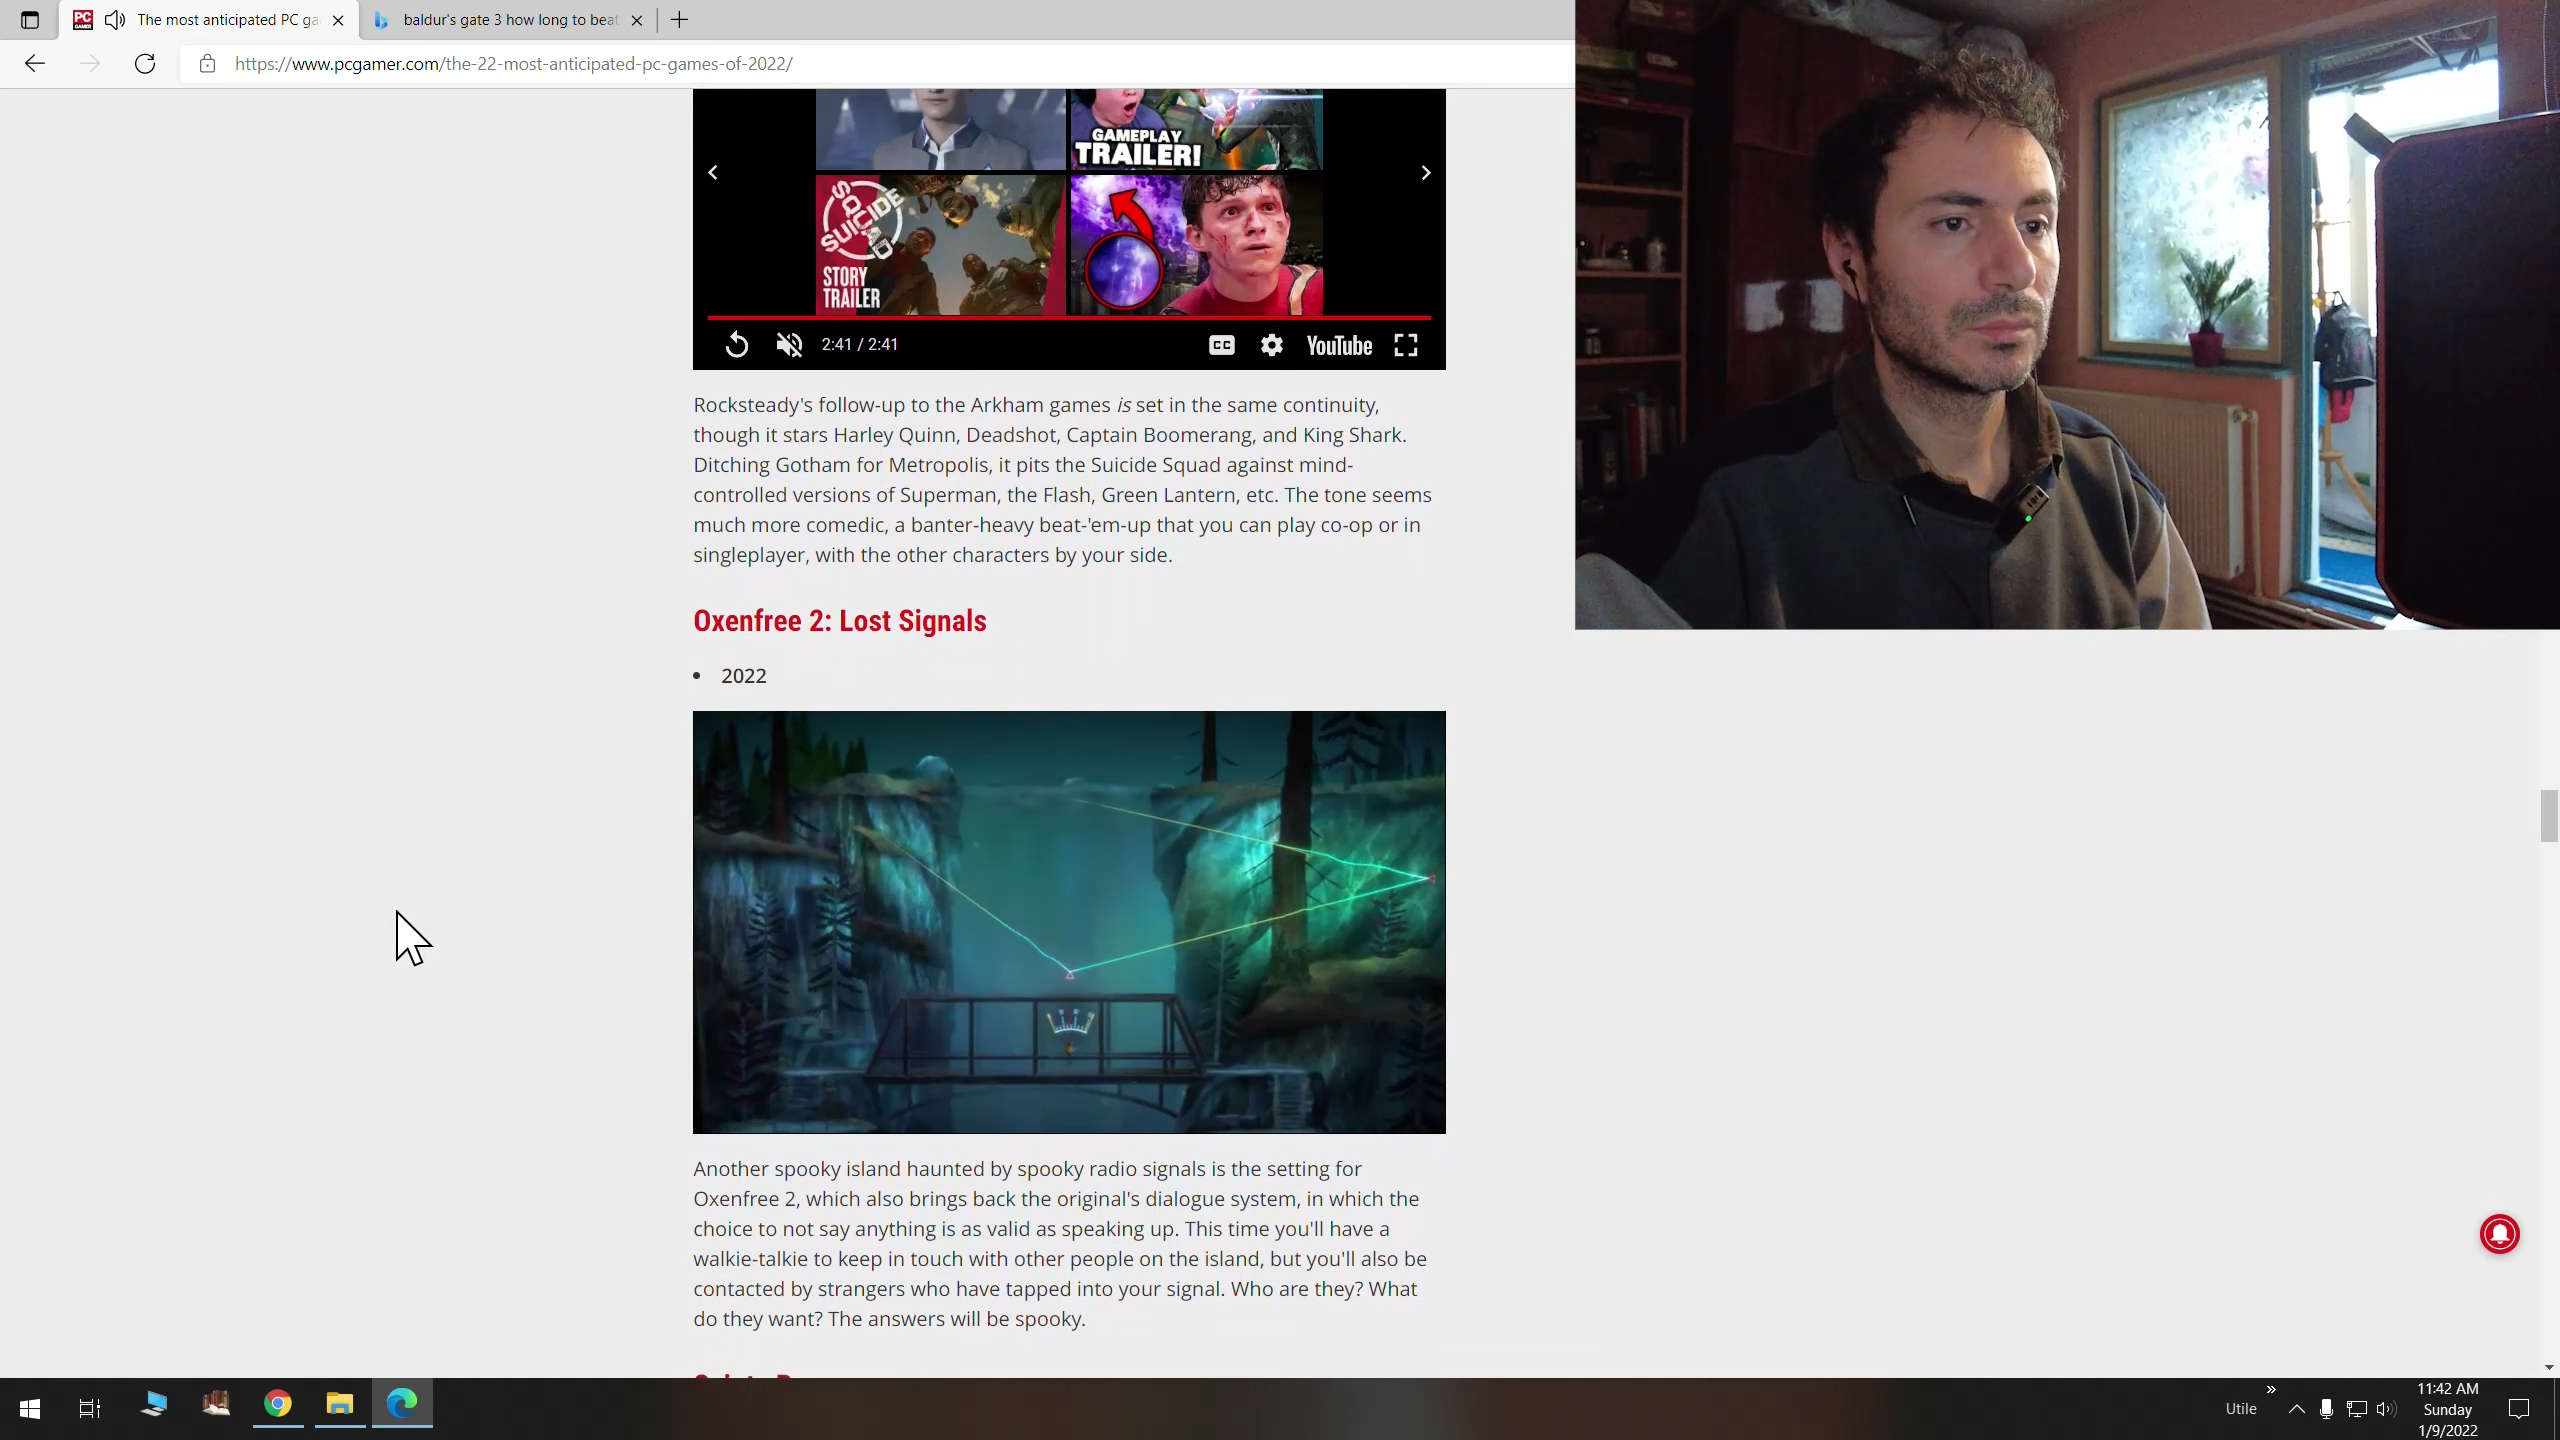 The most anticipated PC ga
baldur's gate 3 how long to beat
https://www.pcgamer.com/the-22-most-anticipated-pc-games-of-2022/
GAMEPLAY
TRAILER!
SUICIDE
SQUAD
STORY
TRAILER
2:41 / 2:41
CC
YouTube
Rocksteady's follow-up to the Arkham games is set in the same continuity,
though it stars Harley Quinn, Deadshot, Captain Boomerang, and King Shark.
Ditching Gotham for Metropolis, it pits the Suicide Squad against mind-
controlled versions of Superman, the Flash, Green Lantern, etc. The tone seems
much more comedic, a banter-heavy beat-'em-up that you can play co-op or in
singleplayer, with the other characters by your side.
Oxenfree 2: Lost Signals
2022
Another spooky island haunted by spooky radio signals is the setting for
Oxenfree 2, which also brings back the original's dialogue system, in which the
choice to not say anything is as valid as speaking up. This time you'll have a
walkie-talkie to keep in touch with other people on the island, but you'll also be
contacted by strangers who have tapped into your signal. Who are they? What
do they want? The answers will be spooky.
Utile
11:42 AM
Sunday
1/9/2022